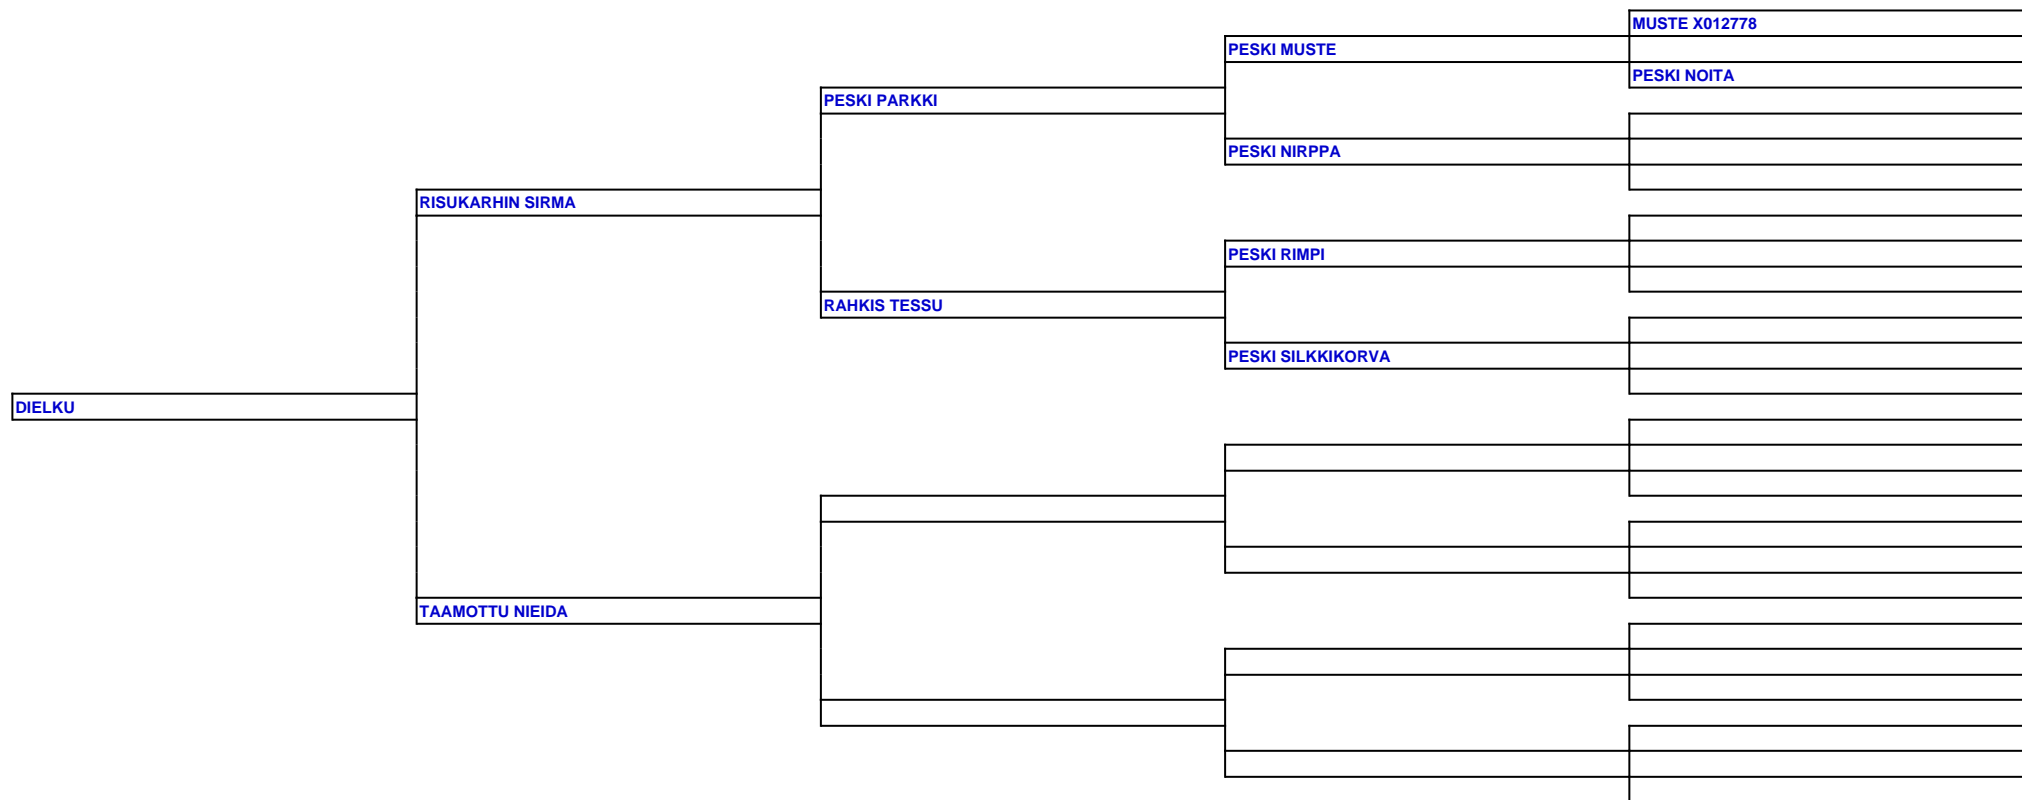 MUSTE X012778
PESKI MUSTE
PESKI NOITA
PESKI PARKKI
PESKI NIRPPA
RISUKARHIN SIRMA
PESKI RIMPI
RAHKIS TESSU
PESKI SILKKIKORVA
DIELKU
TAAMOTTU NIEIDA